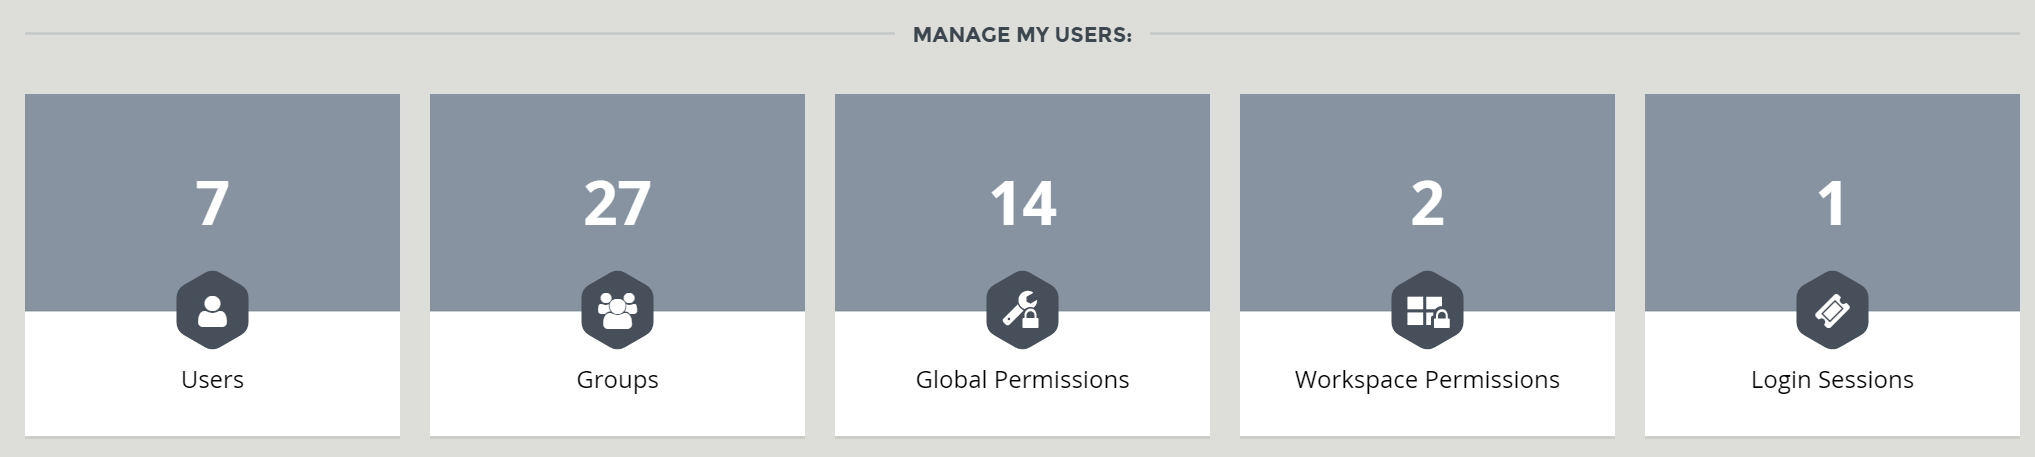 MANAGE MY USERS:
7
Users
27
Groups
14
Global Permissions
2
Workspace Permissions
1
Login Sessions